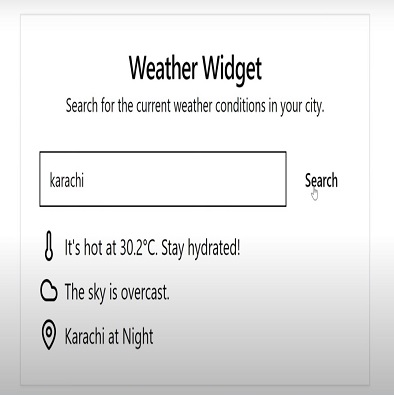 Weather Widget
Search for the current weather conditions in your city.
karachi
Search
It's hot at 30.2°C. Stay hydrated!
The sky is overcast.
Karachi at Night